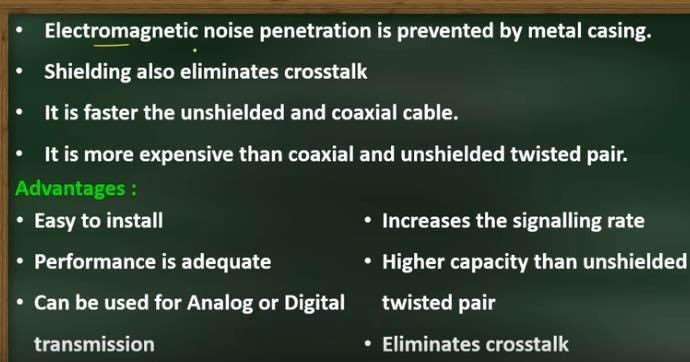 • Electromagnetic noise penetration is prevented by metal casing.
• Shielding also eliminates crosstalk
• It is faster the unshielded and coaxial cable.
• It is more expensive than coaxial and unshielded twisted pair.
Advantages :
• Easy to install
• Performance is adequate
• Can be used for Analog or Digital
transmission
• Increases the signalling rate
• Higher capacity than unshielded
twisted pair
• Eliminates crosstalk